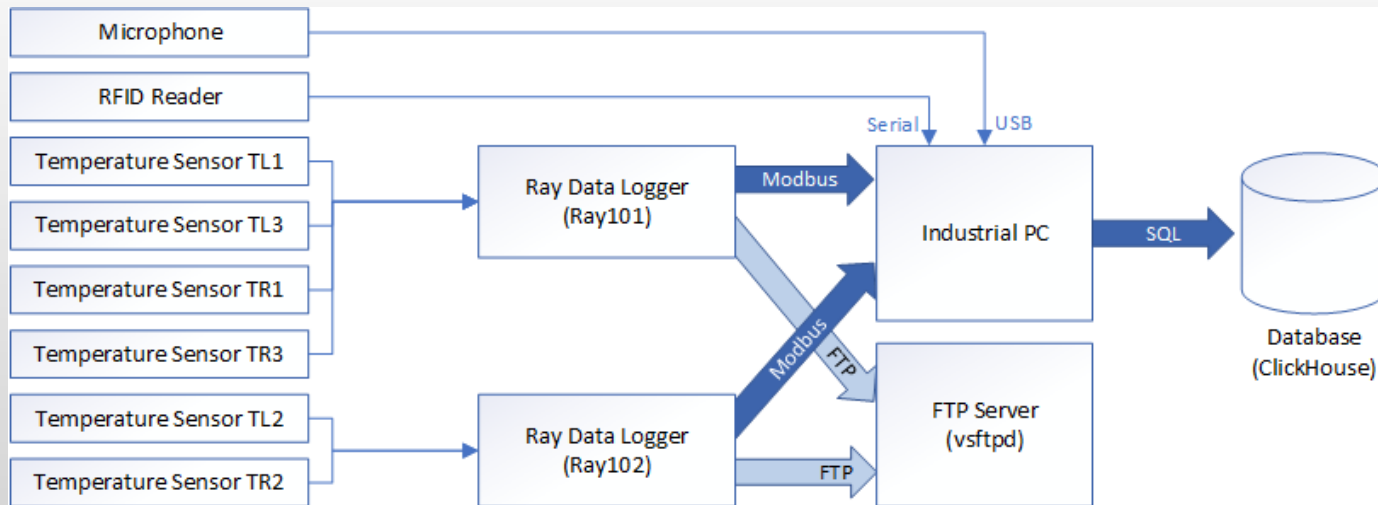 Microphone
RFID Reader
Serial
USB
Temperature Sensor TL1
Temperature Sensor TL3
Temperature Sensor TR1
Temperature Sensor TR3
Temperature Sensor TL2
Temperature Sensor TR2
Ray Data Logger
(Ray101)
Ray Data Logger
(Ray102)
Modbus
Modbus
FTP
FTP
Industrial PC
FTP Server
(vsftpd)
SQL
Database
(ClickHouse)